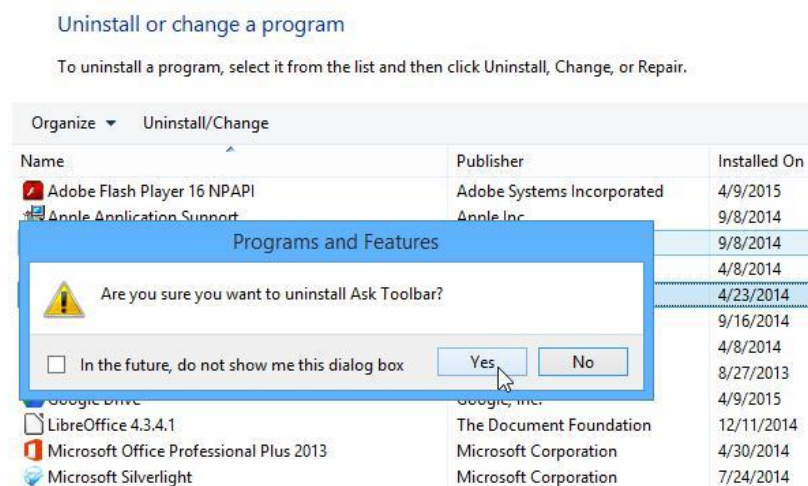 Uninstall or change a program
To uninstall a program, select it from the list and then click Uninstall, Change, or Repair.
Organize Uninstall/Change
Name Publisher Installed On
Adobe Flash Player 16 NPAPI Adobe Systems Incorporated 4/9/2015
Apple Application Support Apple Inc. 9/8/2014
Programs and Features 9/8/2014
4/8/2014
Are you sure you want to uninstall Ask Toolbar? 4/23/2014
9/16/2014
4/8/2014
In the future, do not show me this dialog box Yes No
8/27/2013
Google Drive Google, Inc. 4/9/2015
LibreOffice 4.3.4.1 The Document Foundation 12/11/2014
Microsoft Office Professional Plus 2013 Microsoft Corporation 4/30/2014
Microsoft Silverlight Microsoft Corporation 7/24/2014